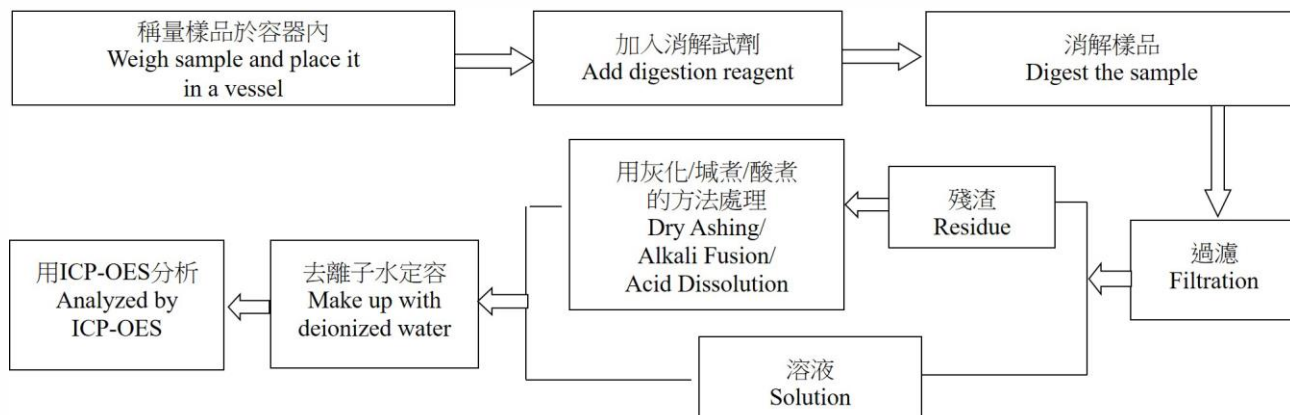 稱量樣品於容器內
Weigh sample and place it
in a vessel
加入消解試劑
Add digestion reagent
消解樣品
Digest the sample
過濾
Filtration
殘渣
Residue
用灰化/堿煮/酸煮
的方法處理
Dry Ashing/
Alkali Fusion/
Acid Dissolution
溶液
Solution
去離子水定容
Make up with
deionized water
用ICP-OES分析
Analyzed by
ICP-OES